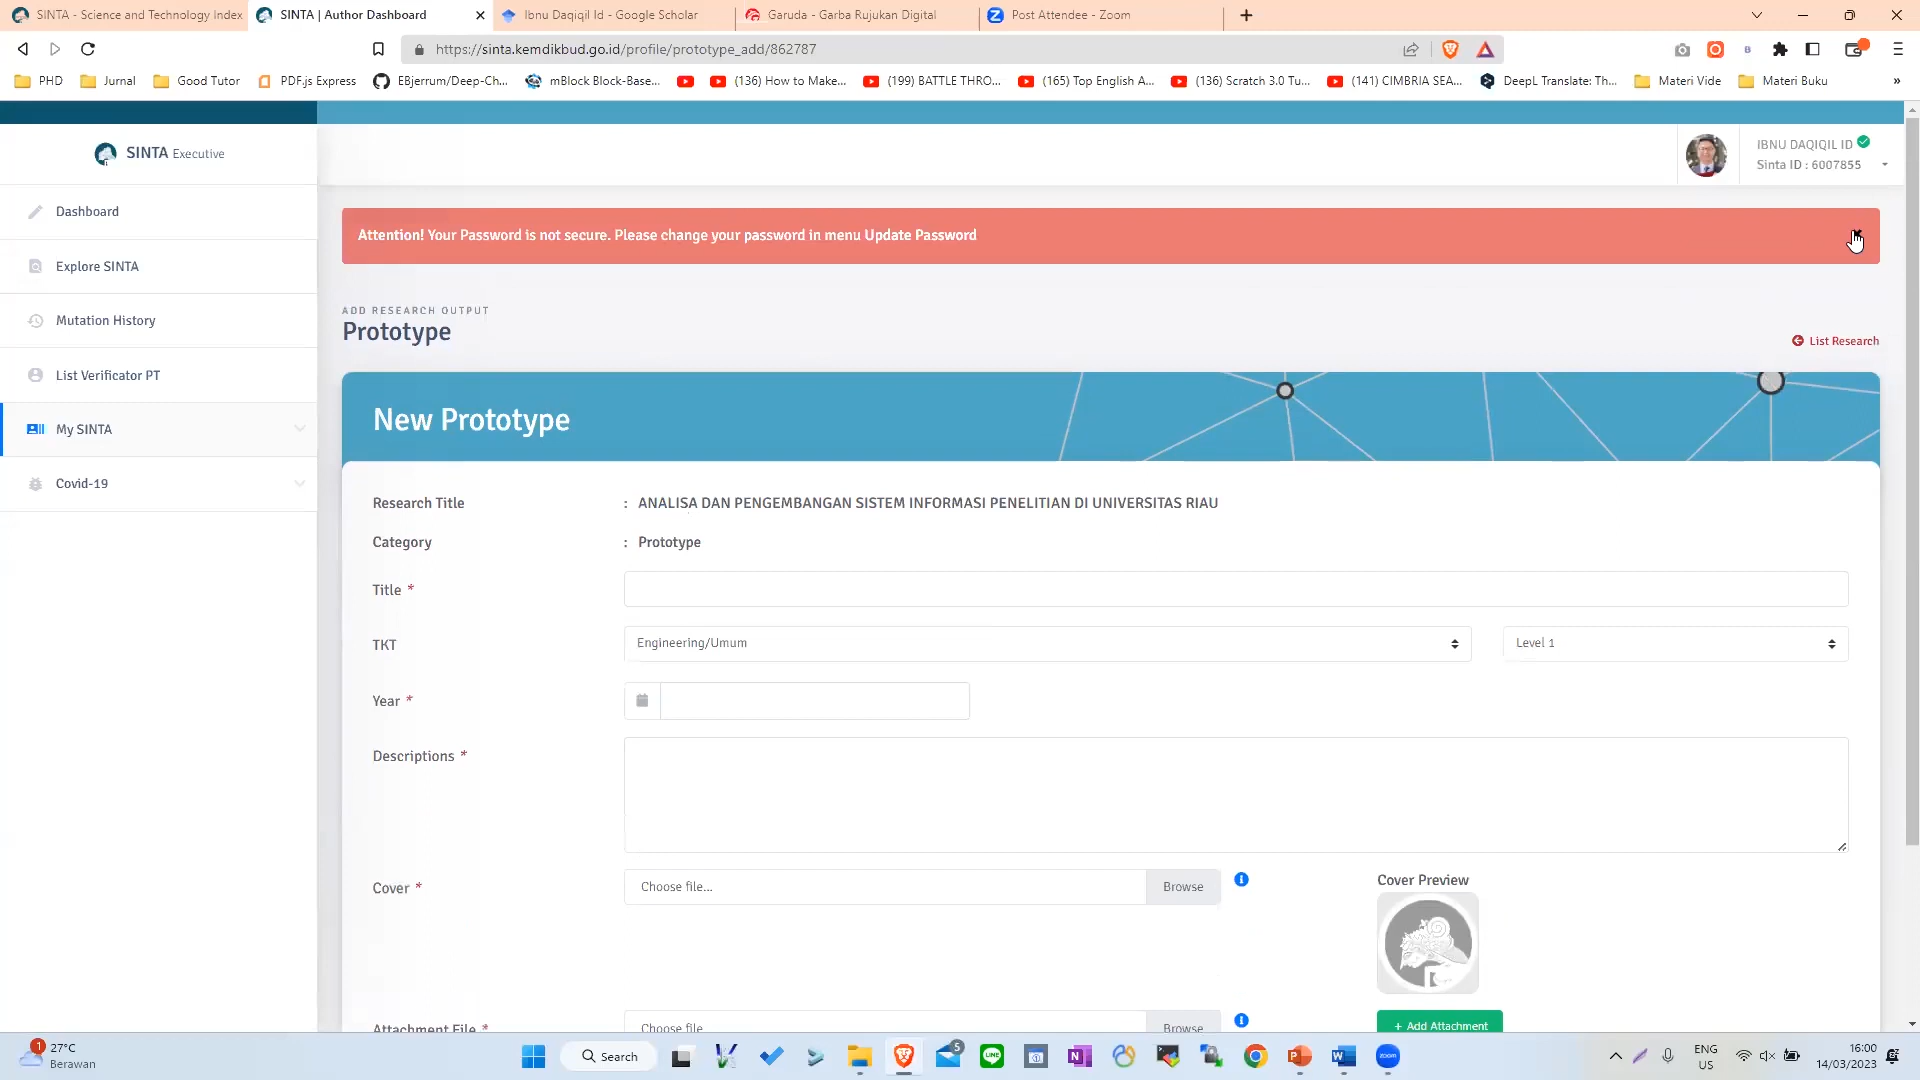 SINTA - Science and Technology Index
SINTA | Author Dashboard
Ibnu Daqiqil Id - Google Scholar
Garuda - Garba Rujukan Digital
Post Attendee - Zoom
https://sinta.kemdikbud.go.id/profile/prototype_add/862787
PHD
Jurnal
Good Tutor
PDF.js Express
EBjerrum/Deep-Ch...
mBlock Block-Base...
(136) How to Make...
(199) BATTLE THRO...
(165) Top English A...
(136) Scratch 3.0 Tu...
(141) CIMBRIA SEA...
DeepL Translate: Th...
Materi Vide
Materi Buku
»
SINTA Executive
IBNU DAQIQIL ID
Sinta ID : 6007855
Dashboard
Explore SINTA
Mutation History
List Verificator PT
My SINTA
Covid-19
Attention! Your Password is not secure. Please change your password in menu Update Password
ADD RESEARCH OUTPUT
Prototype
List Research
New Prototype
Research Title : ANALISA DAN PENGEMBANGAN SISTEM INFORMASI PENELITIAN DI UNIVERSITAS RIAU
Category : Prototype
Title *
TKT Engineering/Umum Level 1
Year *
Descriptions *
Cover * Choose file... Browse
Cover Preview
Attachment File * Choose file Browse
+ Add Attachment
1
27°C
Berawan
Search
5
zoom
ENG
US
16:00
14/03/2023